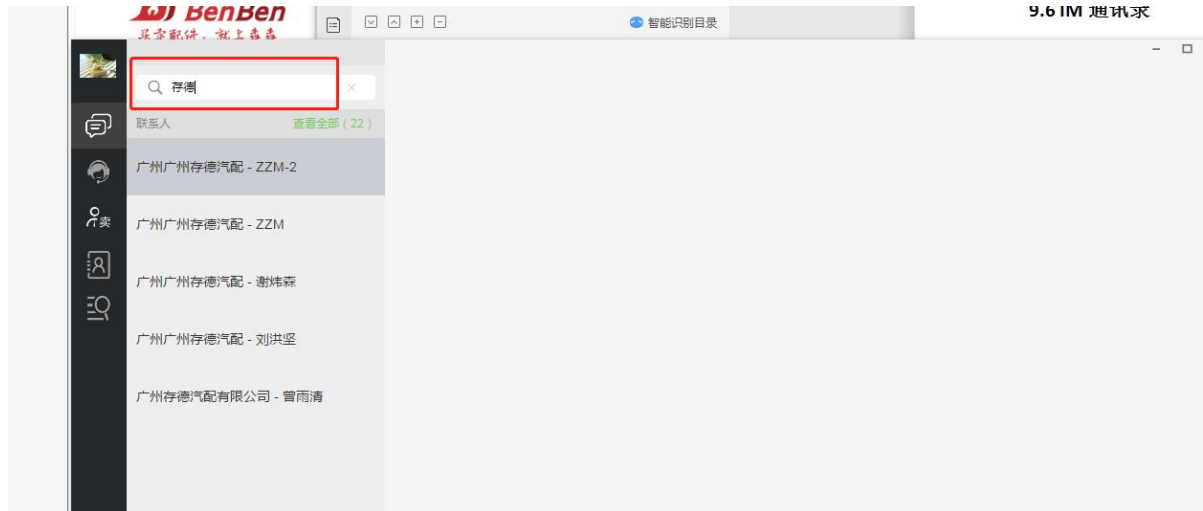 BenBen
买卖配件，就上犇犇
智能识别目录
9.6 IM 通讯录
存德
联系人
查看全部 ( 22 )
广州广州存德汽配 - ZZM-2
广州广州存德汽配 - ZZM
卖
广州广州存德汽配 - 谢炜森
广州广州存德汽配 - 刘洪坚
广州存德汽配有限公司 - 曾雨清